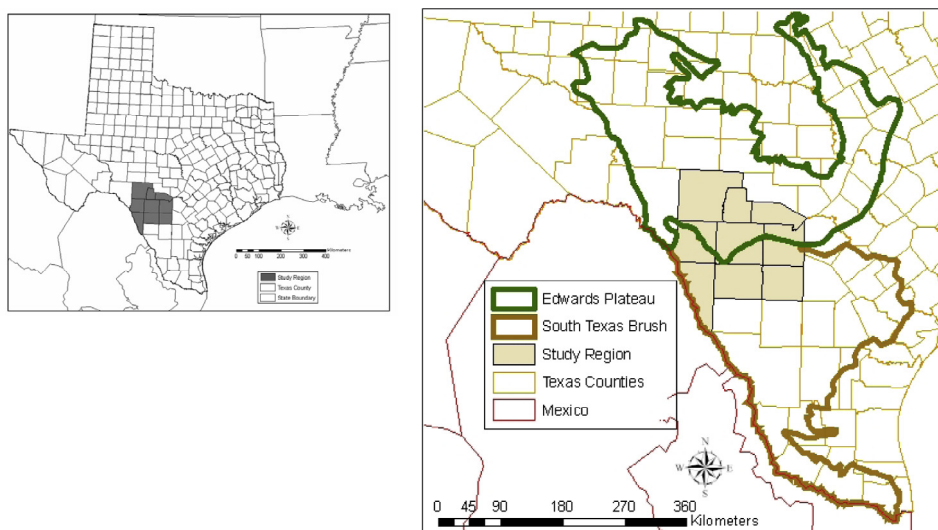 N
W E
S
0 50 100 200 300 400
Kilometers
Study Region
Texas County
State Boundary
Edwards Plateau
South Texas Brush
Study Region
Texas Counties
Mexico
N
W E
S
0 45 90 180 270 360
Kilometers